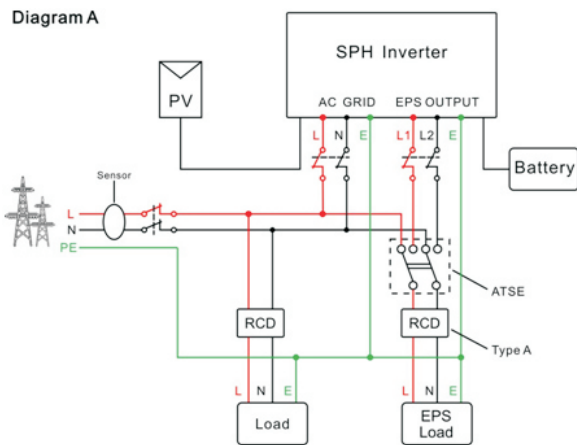 Diagram A
SPH Inverter
PV
AC GRID
EPS OUTPUT
L
N
E
L1
L2
E
Battery
Sensor
L
N
PE
ATSE
RCD
RCD
Type A
L
N
E
L
N
E
Load
EPS
Load